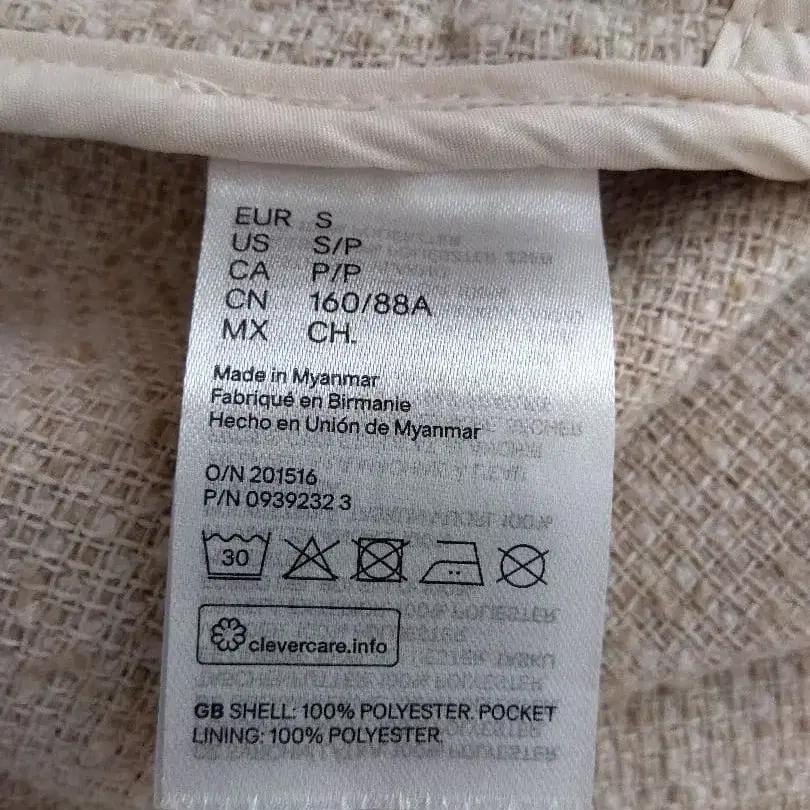 EUR S
US S/P
CA P/P
CN 160/88A
MX CH.
Made in Myanmar
Fabriqué en Birmanie
Hecho en Unión de Myanmar
O/N 201516
P/N 0939232 3
30
clevercare.info
GB SHELL: 100% POLYESTER. POCKET
LINING: 100% POLYESTER